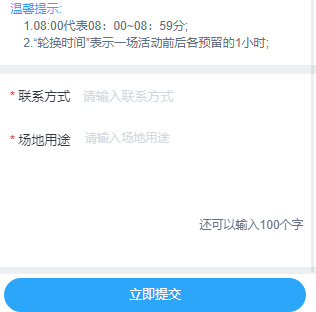 温馨提示:
1.08:00代表08：00~08：59分;
2.“轮换时间”表示一场活动前后各预留的1小时;
* 联系方式 请输入联系方式
* 场地用途 请输入场地用途
还可以输入100个字
立即提交